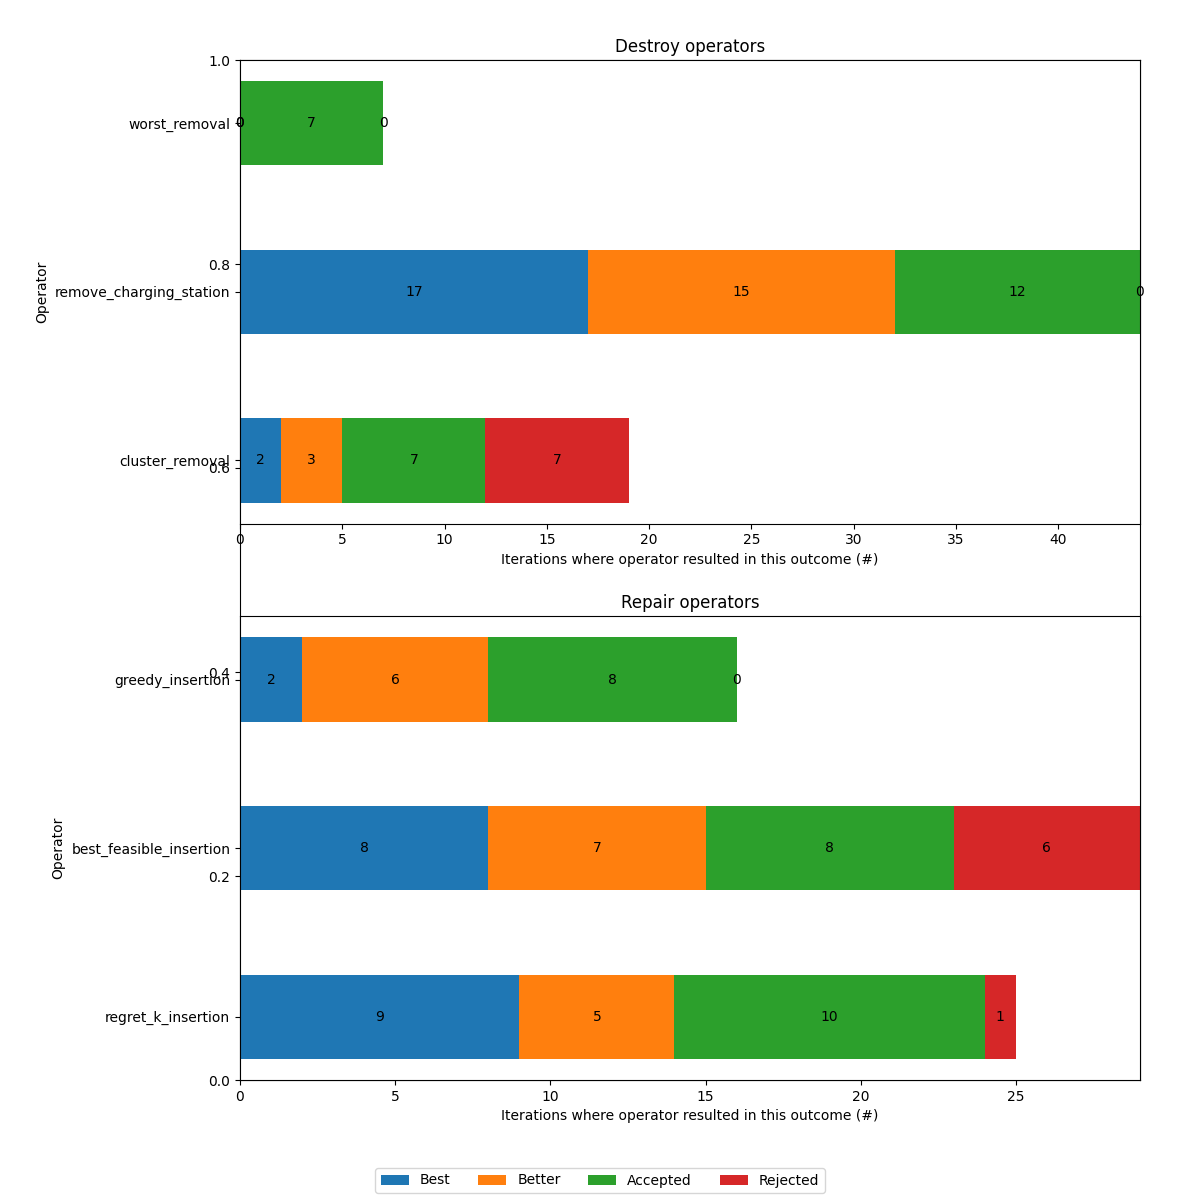 Destroy operators
1.0
worst_removal
0 0 7 0
Operator
0.8
remove_charging_station
17 15 12 0
cluster_removal
0.6
2 3 7 7
0 5 10 15 20 25 30 35 40
Iterations where operator resulted in this outcome (#)
Repair operators
0.4
greedy_insertion
2 6 8 0
Operator
best_feasible_insertion
8 7 8 6
0.2
regret_k_insertion
9 5 10 1
0.0
0 5 10 15 20 25
Iterations where operator resulted in this outcome (#)
Best Better Accepted Rejected